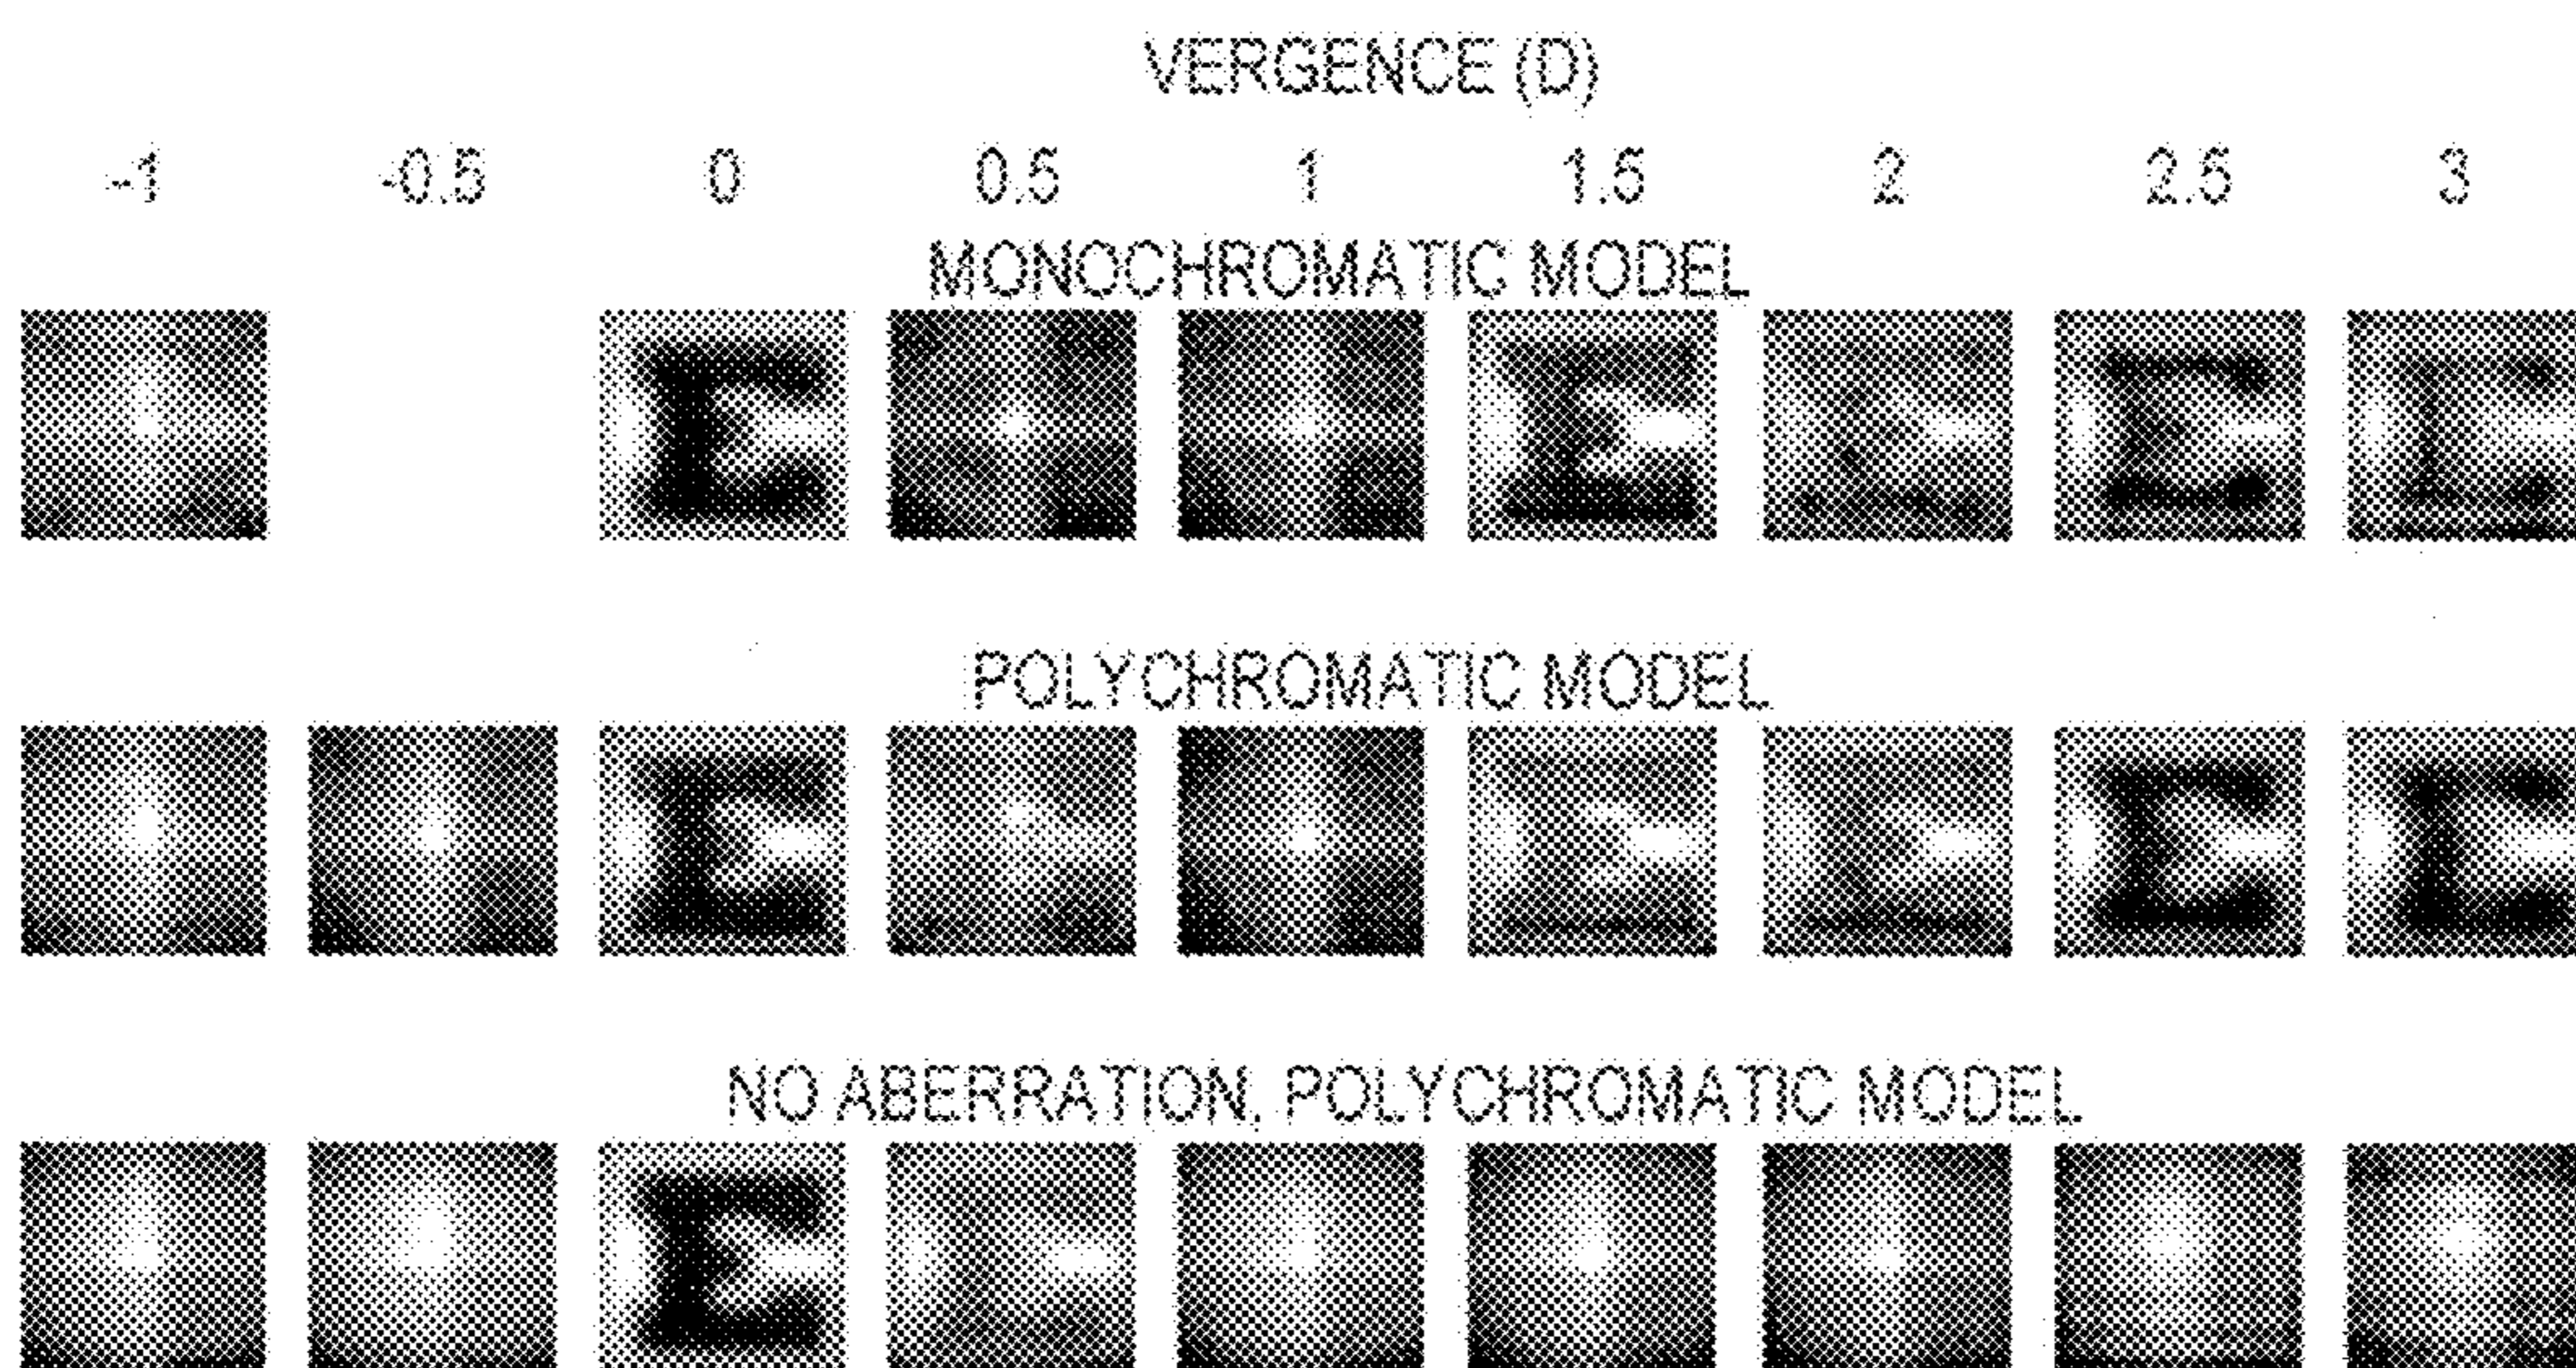 VERGENCE (D)
-1 -0.5 0 0.5 1 1.5 2 2.5 3
MONOCHROMATIC MODEL
POLYCHROMATIC MODEL
NO ABERRATION, POLYCHROMATIC MODEL